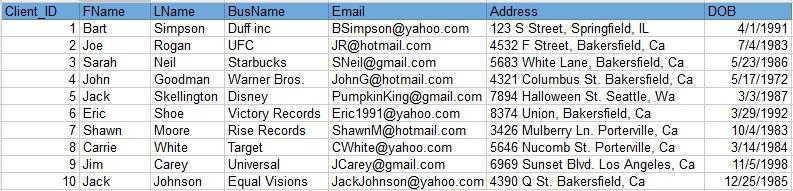 Client_ID FName LName BusName Email Address DOB
1 Bart Simpson Duff inc BSimpson@yahoo.com 123 S Street, Springfield, IL 4/1/1991
2 Joe Rogan UFC JR@hotmail.com 4532 F Street, Bakersfield, Ca 7/4/1983
3 Sarah Neil Starbucks SNeil@gmail.com 5683 White Lane, Bakersfield, Ca 5/23/1986
4 John Goodman Warner Bros. JohnG@hotmail.com 4321 Columbus St. Bakersfield, Ca 5/17/1972
5 Jack Skellington Disney PumpkinKing@gmail.com 7894 Halloween St. Seattle, Wa 3/3/1987
6 Eric Shoe Victory Records Eric1991@yahoo.com 8374 Union, Bakersfield, Ca 3/29/1992
7 Shawn Moore Rise Records ShawnM@hotmail.com 3426 Mulberry Ln. Porterville, Ca 10/4/1983
8 Carrie White Target CWhite@yahoo.com 5646 Nucomb St. Porterville, Ca 3/14/1984
9 Jim Carey Universal JCarey@gmail.com 6969 Sunset Blvd. Los Angeles, Ca 11/5/1998
10 Jack Johnson Equal Visions JackJohnson@yahoo.com 4390 Q St. Bakersfield, Ca 12/25/1985